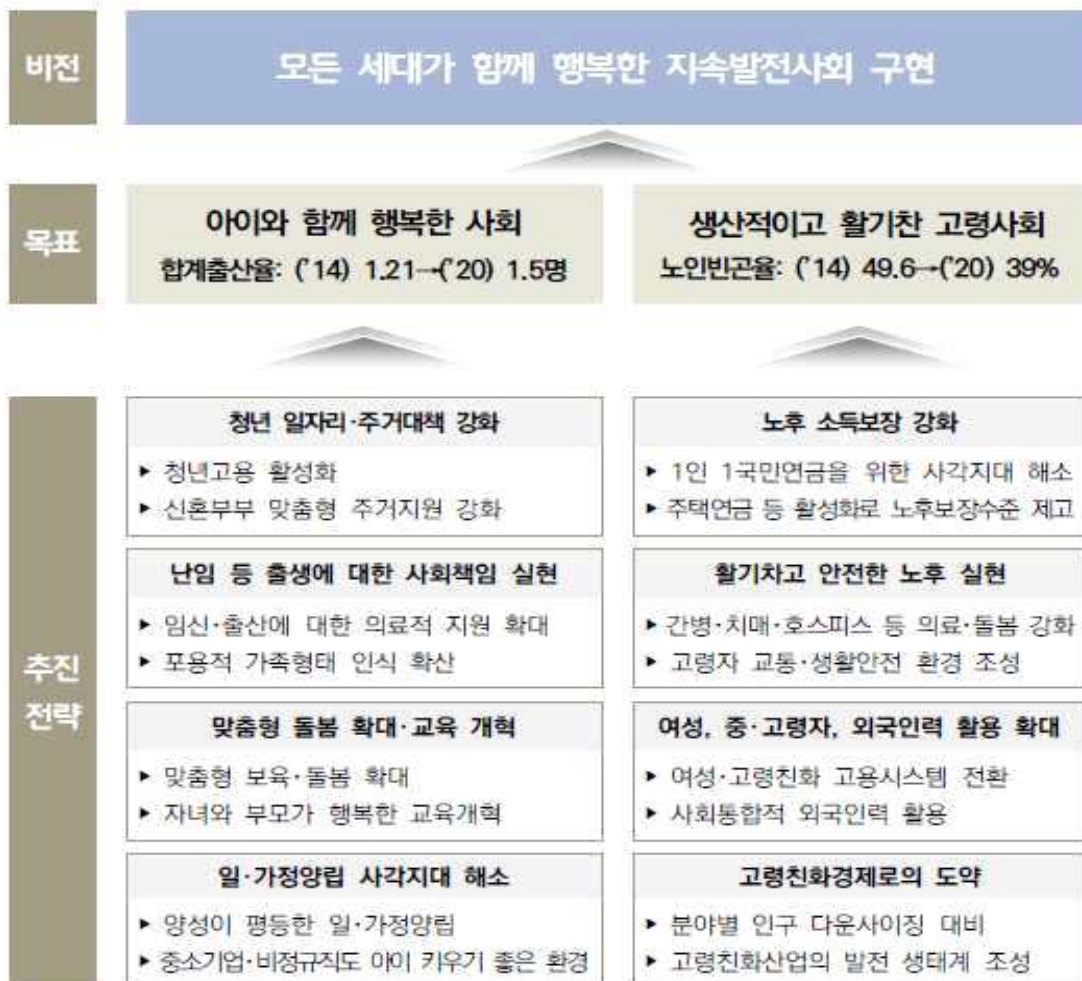 비전
모든 세대가 함께 행복한 지속발전사회 구현
목표
아이와 함께 행복한 사회
합계출산율: ('14) 1.21→('20) 1.5명
생산적이고 활기찬 고령사회
노인빈곤율: ('14) 49.6→('20) 39%
추진
전략
청년 일자리·주거대책 강화
▸ 청년고용 활성화
▸ 신혼부부 맞춤형 주거지원 강화
난임 등 출생에 대한 사회책임 실현
▸ 임신·출산에 대한 의료적 지원 확대
▸ 포용적 가족형태 인식 확산
맞춤형 돌봄 확대·교육 개혁
▸ 맞춤형 보육·돌봄 확대
▸ 자녀와 부모가 행복한 교육개혁
일·가정양립 사각지대 해소
▸ 양성이 평등한 일·가정양립
▸ 중소기업·비정규직도 아이 키우기 좋은 환경
노후 소득보장 강화
▸ 1인 1국민연금을 위한 사각지대 해소
▸ 주택연금 등 활성화로 노후보장수준 제고
활기차고 안전한 노후 실현
▸ 간병·치매·호스피스 등 의료·돌봄 강화
▸ 고령자 교통·생활안전 환경 조성
여성, 중·고령자, 외국인력 활용 확대
▸ 여성·고령친화 고용시스템 전환
▸ 사회통합적 외국인력 활용
고령친화경제로의 도약
▸ 분야별 인구 다운사이징 대비
▸ 고령친화산업의 발전 생태계 조성